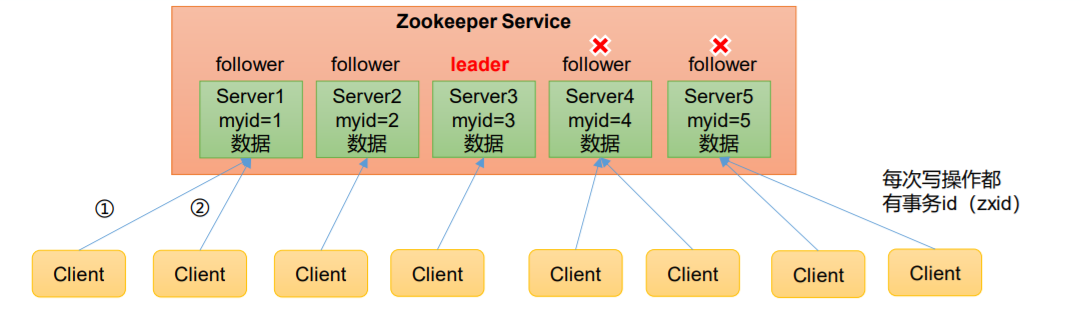 Zookeeper Service
follower
follower
leader
follower
follower
Server1
myid=1
数据
Server2
myid=2
数据
Server3
myid=3
数据
Server4
myid=4
数据
Server5
myid=5
数据
每次写操作都
有事务id（zxid）
①
②
Client
Client
Client
Client
Client
Client
Client
Client